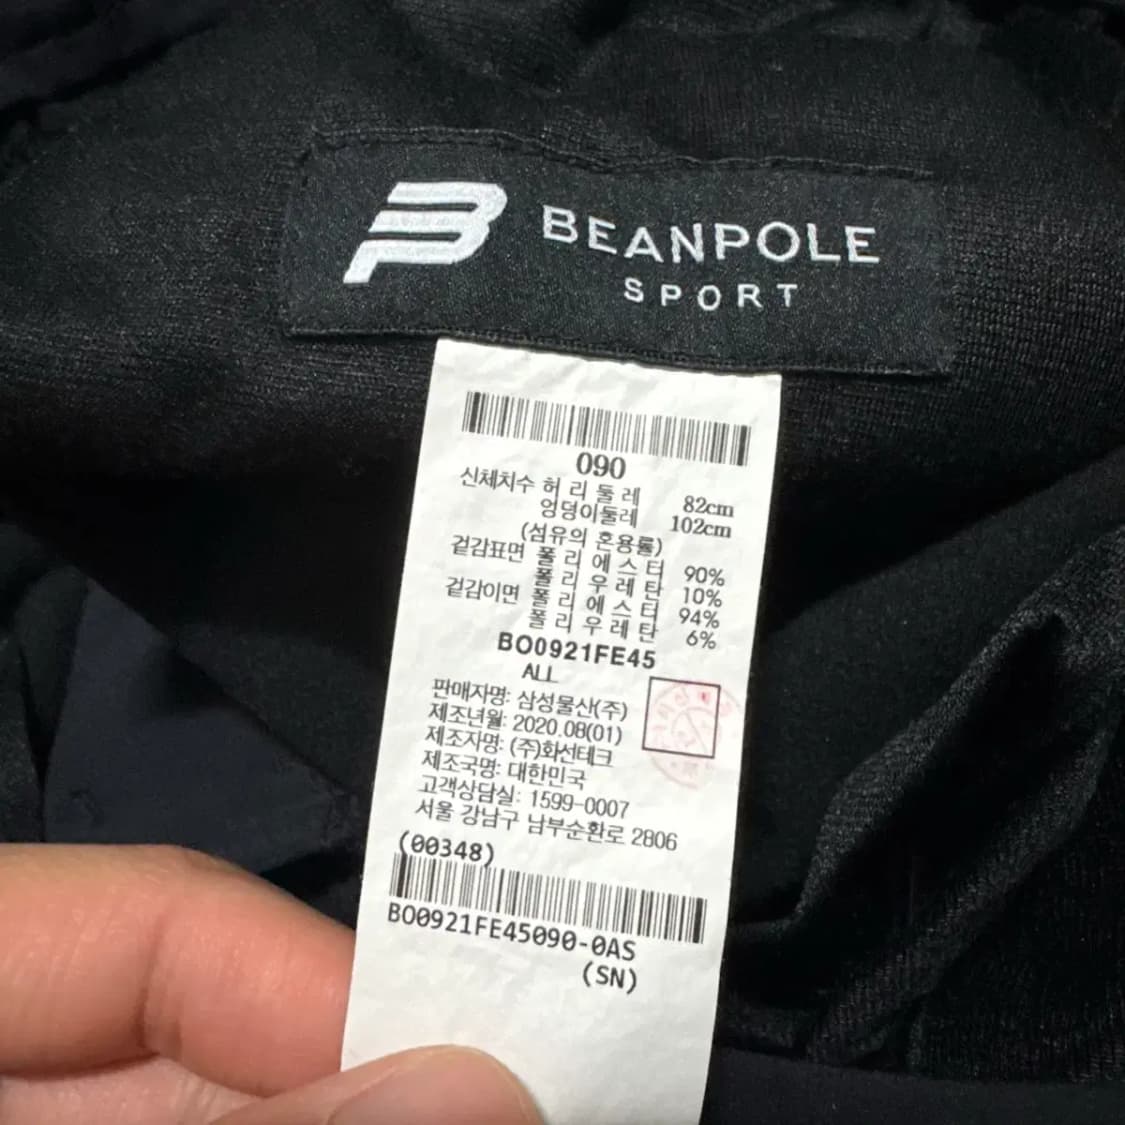 BEANPOLE
SPORT
090
신체치수 허 리 둘 레 82cm
엉덩이둘레 102cm
(섬유의 혼용률)
겉감표면 폴 리 에 스 터 90%
폴 리 우 레 탄 10%
겉감이면 폴 리 에 스 터 94%
폴 리 우 레 탄 6%
BO0921FE45
ALL
판매자명: 삼성물산(주)
제조년월: 2020.08(01)
제조자명: (주)화선테크
제조국명: 대한민국
고객상담실: 1599-0007
서울 강남구 남부순환로 2806
(00348)
BO0921FE45090-0AS
(SN)